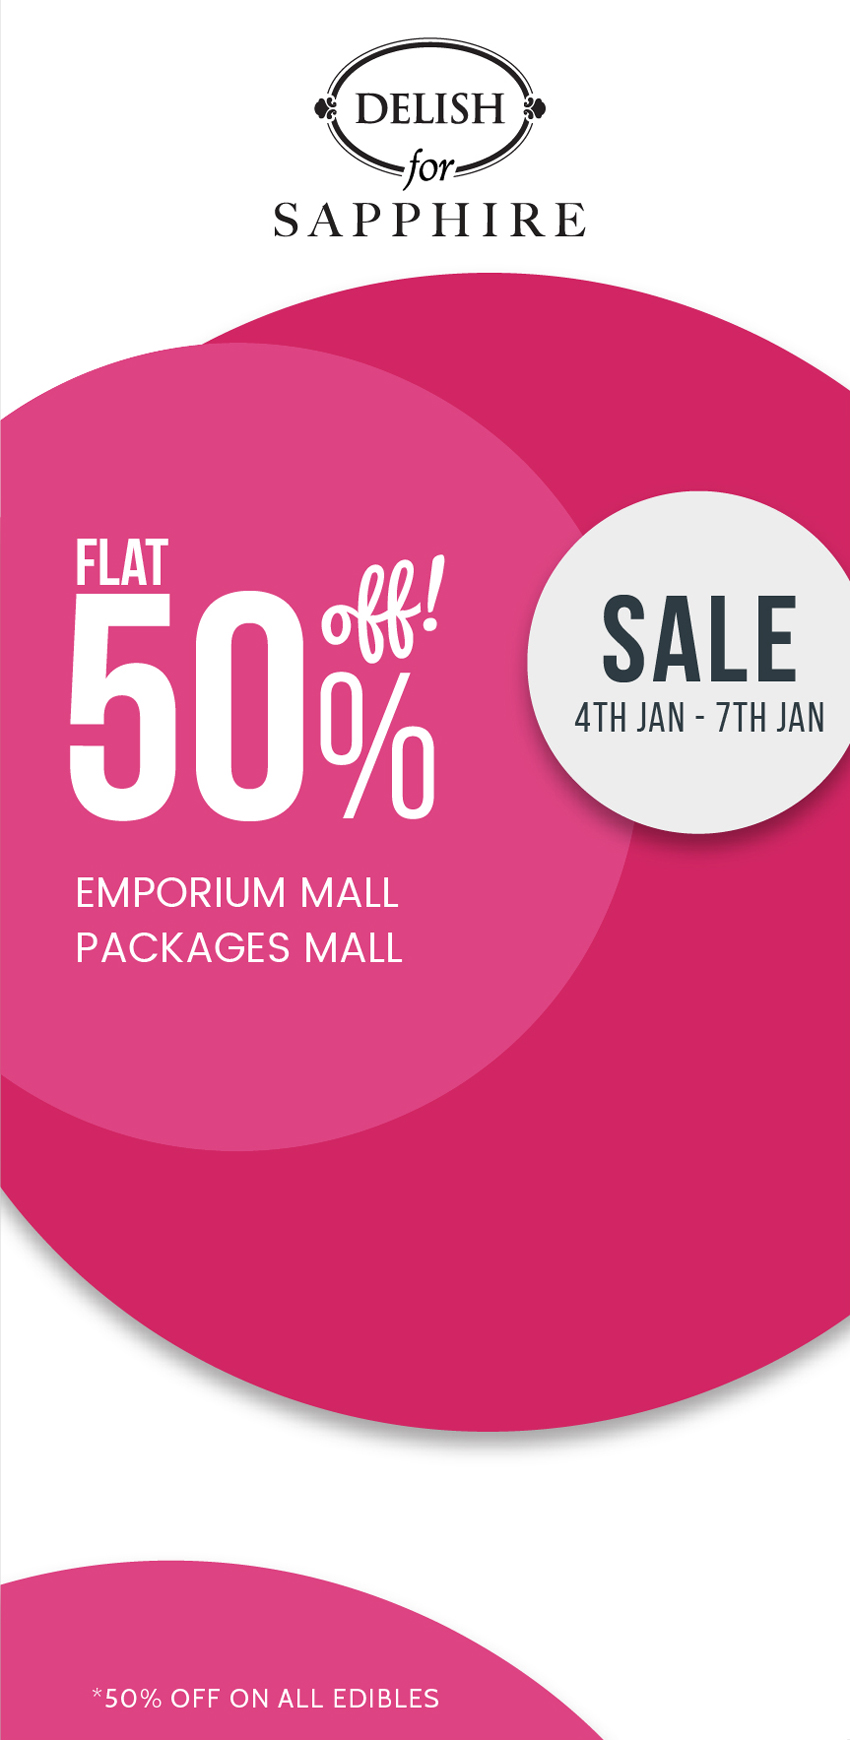 DELISH
for
SAPPHIRE
FLAT
50% off!
SALE
4TH JAN - 7TH JAN
EMPORIUM MALL
PACKAGES MALL
*50% OFF ON ALL EDIBLES